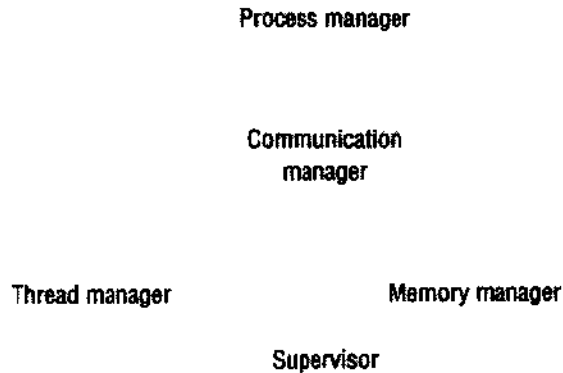 Process manager
Communication
manager
Thread manager
Memory manager
Supervisor